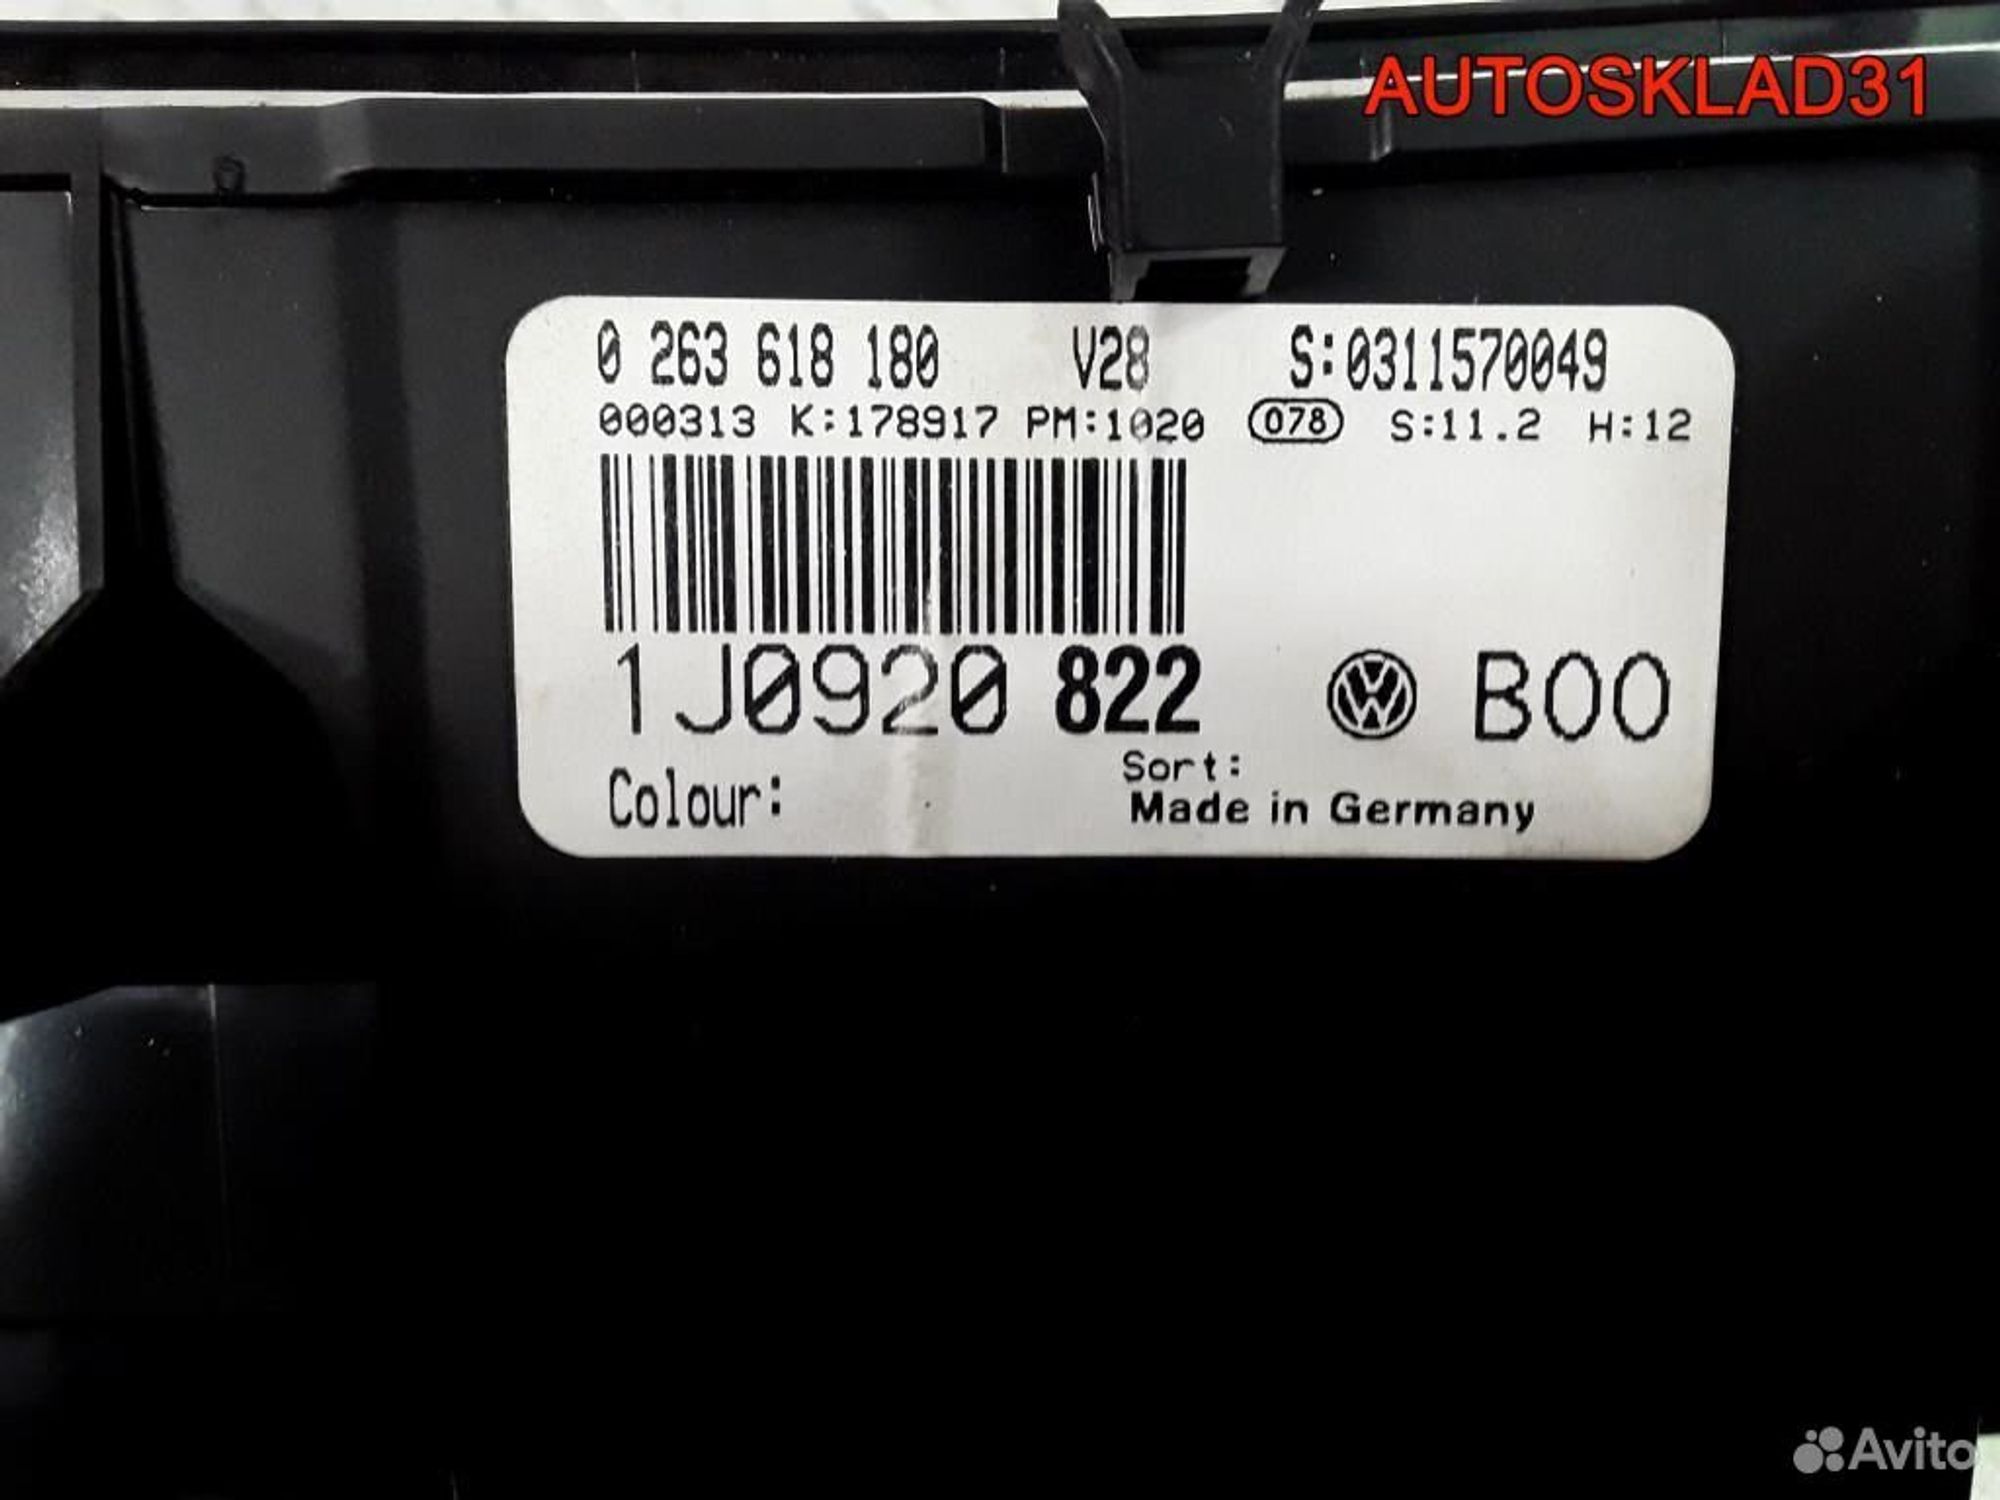 AUTOSKLAD31
0 263 618 180 V28 S:0311570049
000313 K:178917 PM:1020 078 S:11.2 H:12
1J0920 822 B00
Sort:
Colour: Made in Germany
Avito